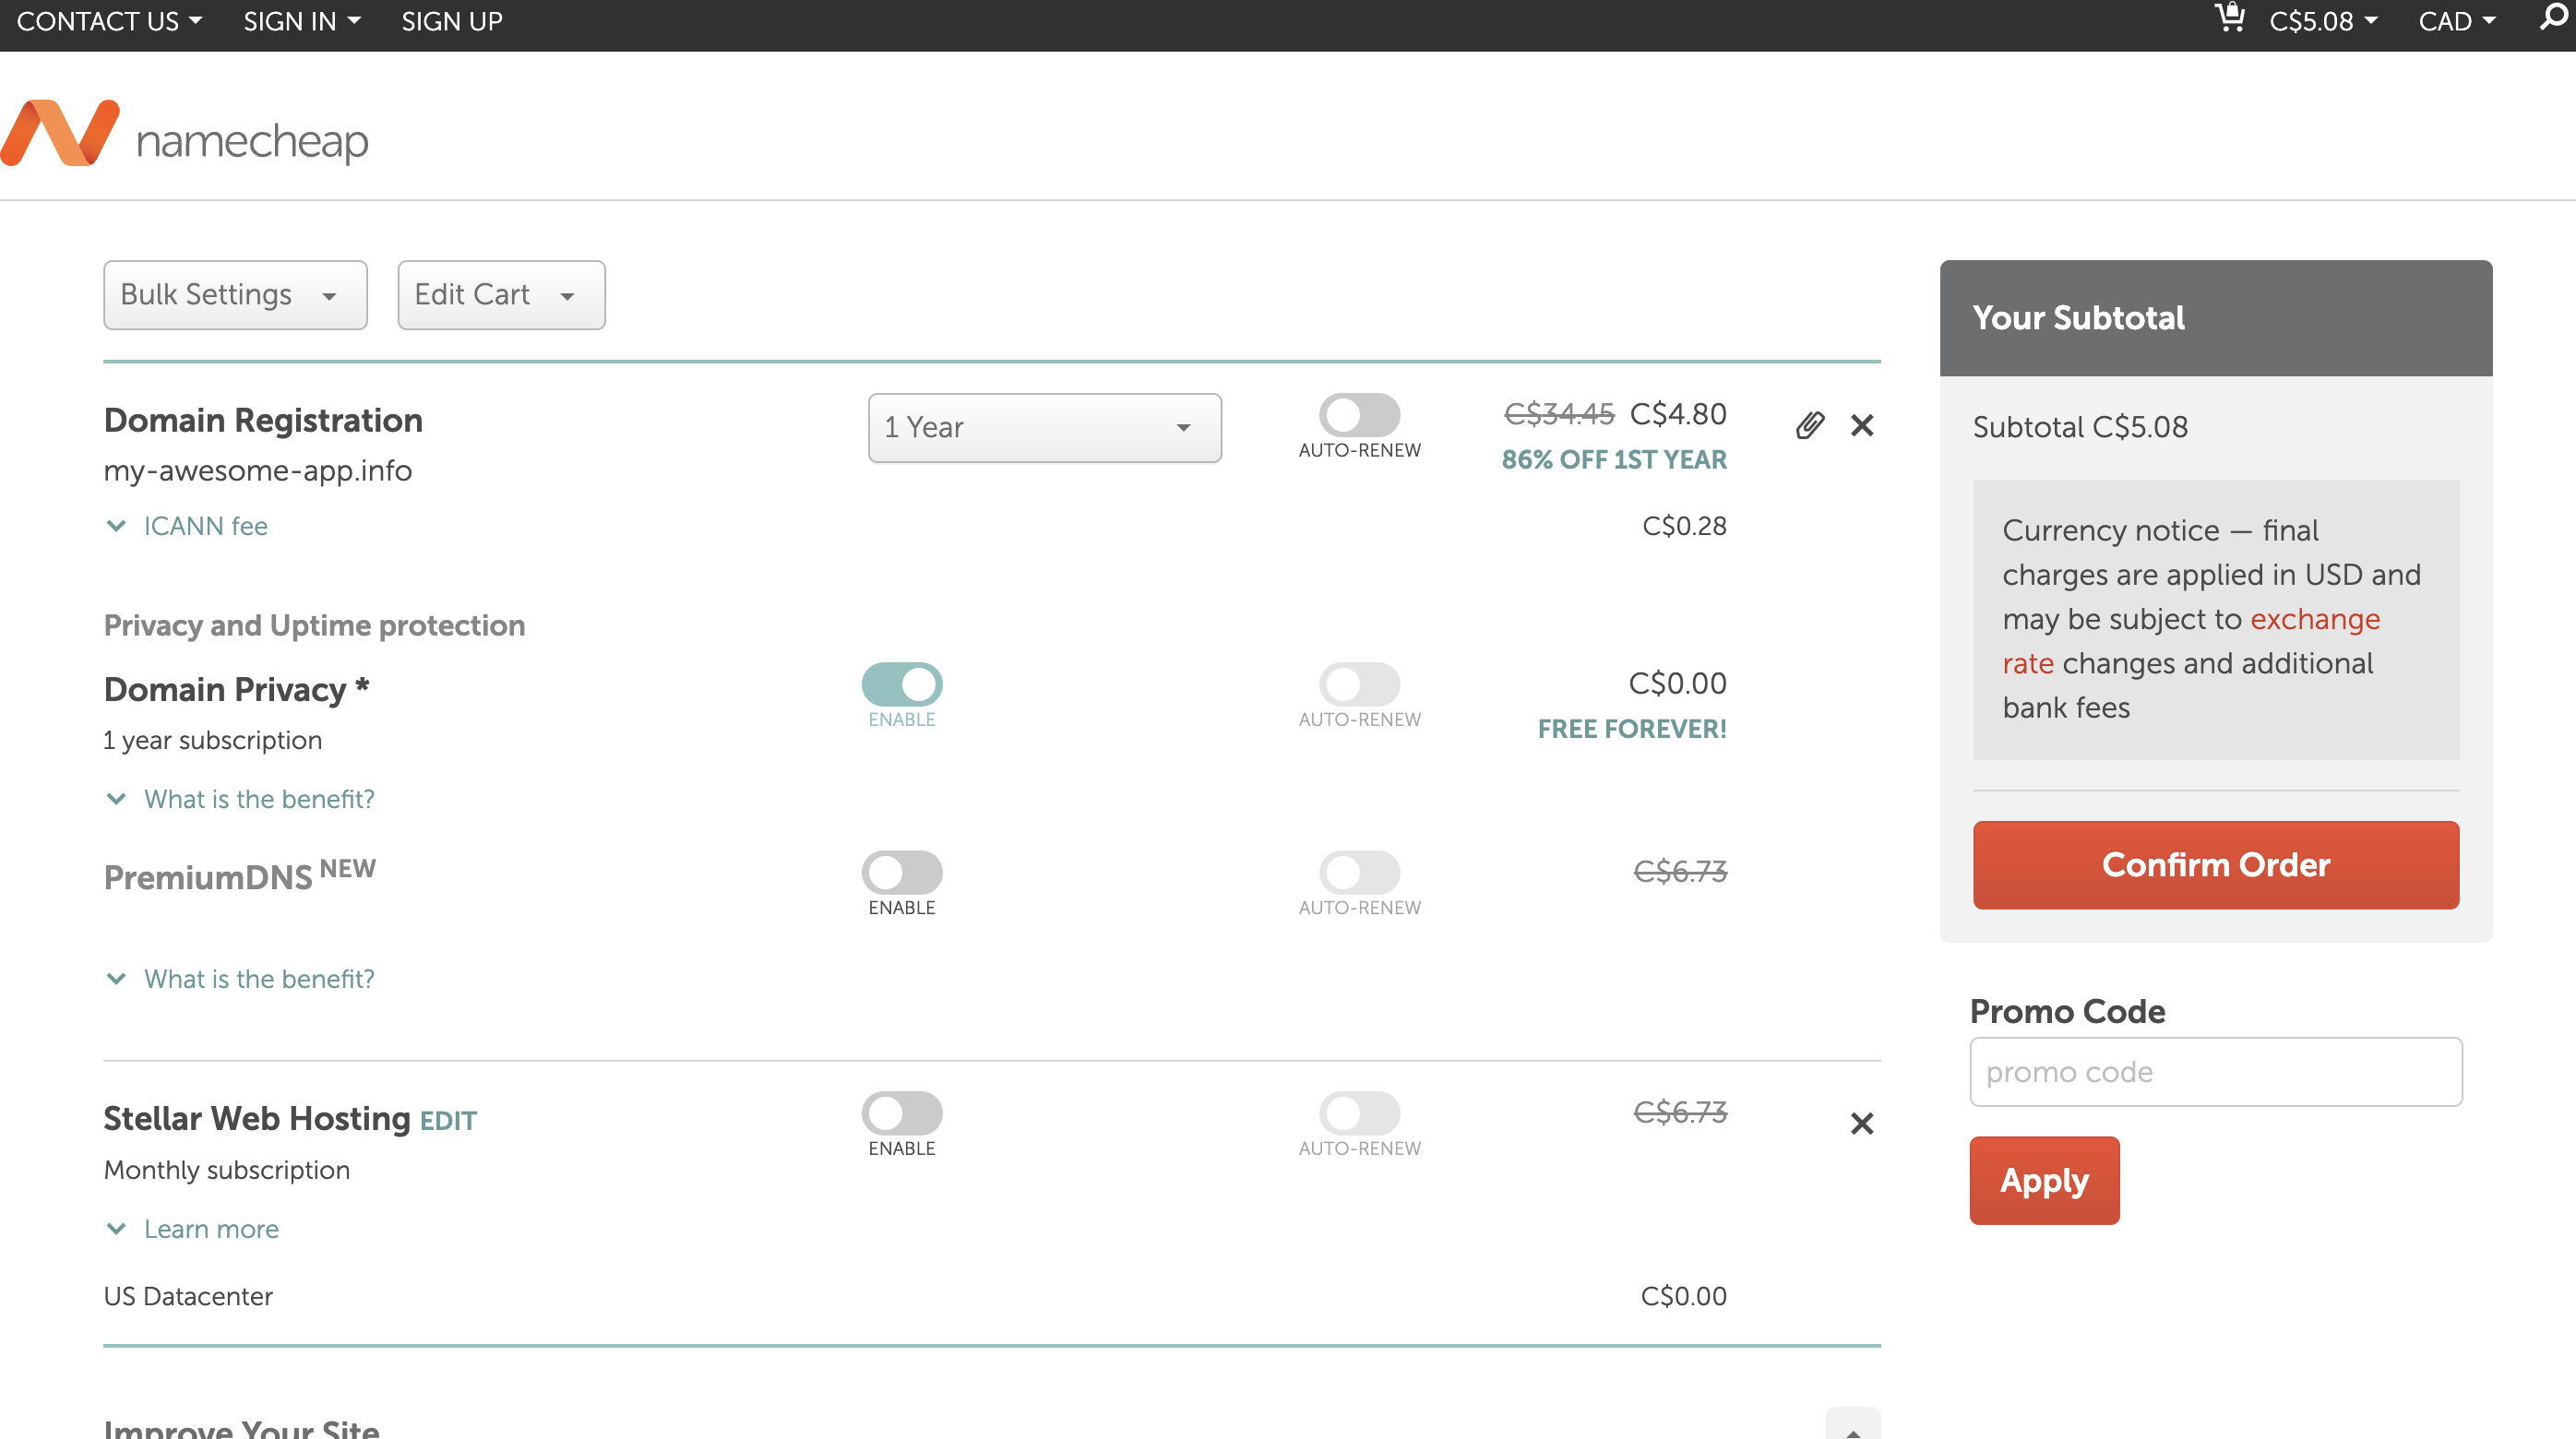 CONTACT US SIGN IN SIGN UP C$5.08 CAD
namecheap
Bulk Settings Edit Cart
Domain Registration 1 Year C$34.45 C$4.80
AUTO-RENEW
my-awesome-app.info 86% OFF 1ST YEAR
ICANN fee C$0.28
Privacy and Uptime protection
Domain Privacy * C$0.00
ENABLE AUTO-RENEW
1 year subscription FREE FOREVER!
What is the benefit?
PremiumDNS NEW C$6.73
ENABLE AUTO-RENEW
What is the benefit?
Stellar Web Hosting EDIT C$6.73
ENABLE AUTO-RENEW
Monthly subscription
Learn more
US Datacenter C$0.00
Improve Your Site
Your Subtotal
Subtotal C$5.08
Currency notice — final
charges are applied in USD and
may be subject to exchange
rate changes and additional
bank fees
Confirm Order
Promo Code
promo code
Apply